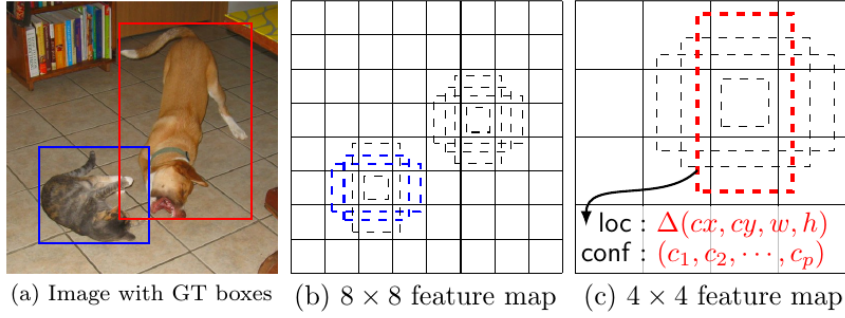 loc : Δ(cx, cy, w, h)
conf : (c₁, c₂, ⋯, cₚ)
(a) Image with GT boxes
(b) 8 × 8 feature map
(c) 4 × 4 feature map